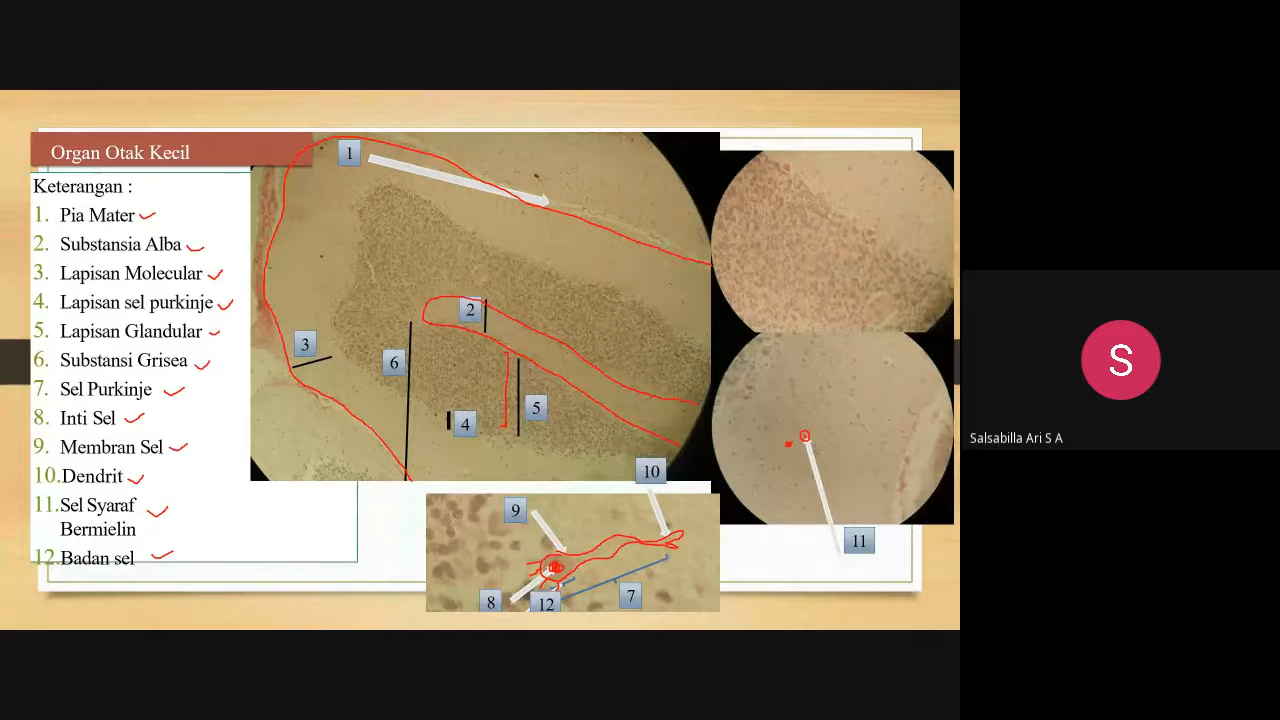 Organ Otak Kecil
Keterangan :
1. Pia Mater
2. Substansia Alba
3. Lapisan Molecular
4. Lapisan sel purkinje
5. Lapisan Glandular
6. Substansi Grisea
7. Sel Purkinje
8. Inti Sel
9. Membran Sel
10. Dendrit
11. Sel Syaraf
Bermielin
12. Badan sel
1
2
3
6
5
4
10
9
11
8
12
7
S
Salsabilla Ari S A